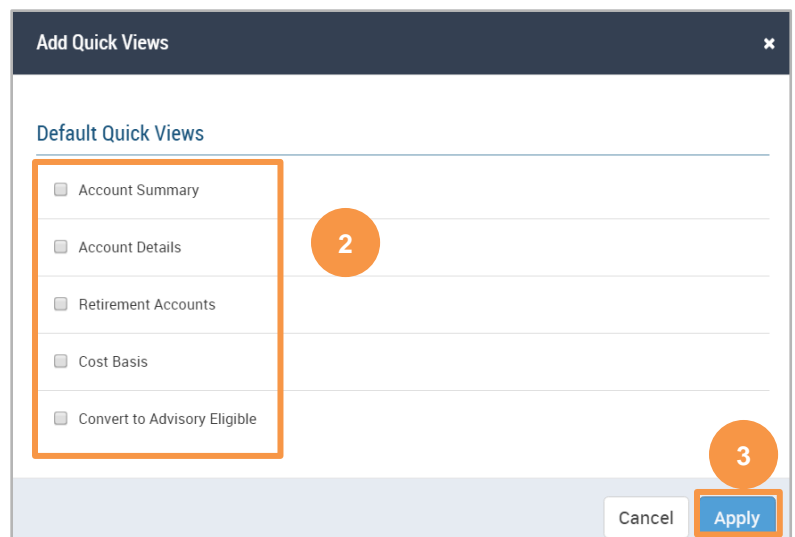 Add Quick Views ×
Default Quick Views
Account Summary
Account Details
2
Retirement Accounts
Cost Basis
Convert to Advisory Eligible
3
Cancel Apply